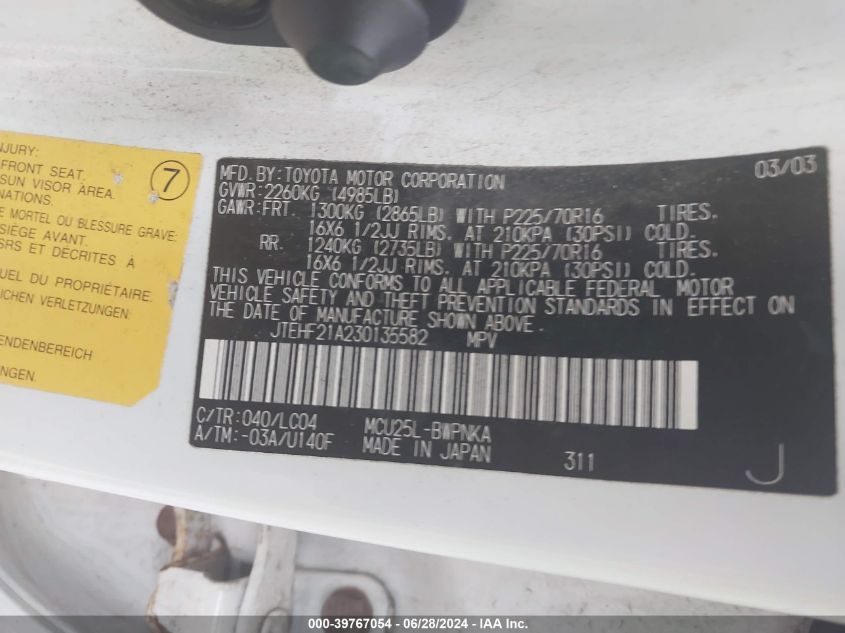 NJURY:
FRONT SEAT.
SUN VISOR AREA.
NATIONS.
E MORTEL OU BLESSURE GRAVE:
SIÈGE AVANT.
SRS ET DÉCRITES À
UEL DU PROPRIÉTAIRE.
LICHEN VERLETZUNGEN:
ENDENBEREICH
NGEN.
7
MFD. BY: TOYOTA MOTOR CORPORATION 03/03
GVWR: 2260KG (4985LB)
GAWR: FRT. 1300KG (2865LB) WITH P225/70R16 TIRES.
16X6 1/2JJ RIMS. AT 210KPA (30PSI) COLD.
RR. 1240KG (2735LB) WITH P225/70R16 TIRES.
16X6 1/2JJ RIMS. AT 210KPA (30PSI) COLD.
THIS VEHICLE CONFORMS TO ALL APPLICABLE FEDERAL MOTOR
VEHICLE SAFETY AND THEFT PREVENTION STANDARDS IN EFFECT ON
THE DATE OF MANUFACTURE SHOWN ABOVE.
JTEHF21A230135582 MPV
C/TR: 040/LC04 MCU25L-BWPNKA
A/TM: -03A/U140F MADE IN JAPAN 311
J
000-39767054 / 06/28/2024 - IAA Inc.